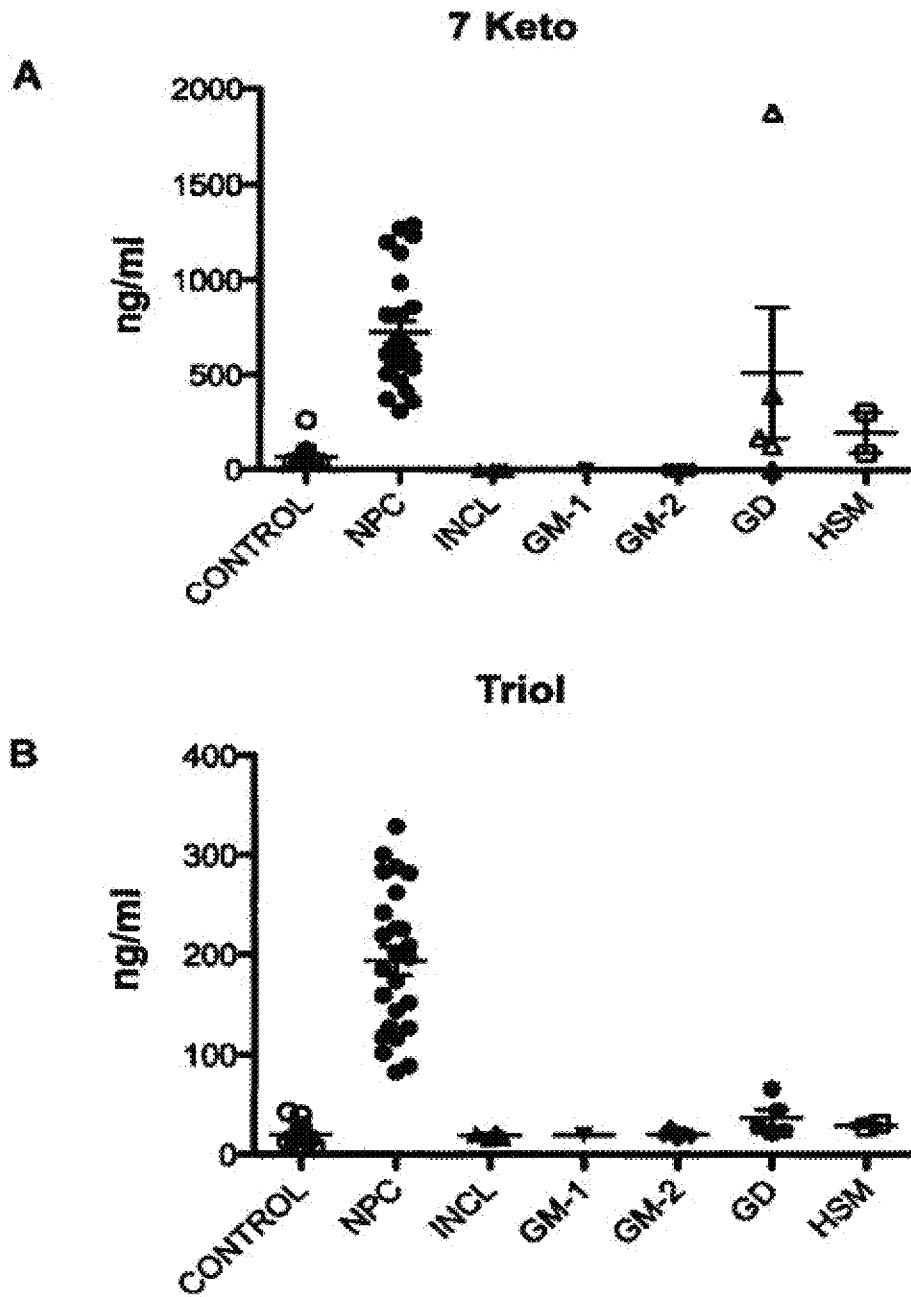 7 Keto
A
2000
1500
1000
500
0
ng/ml
CONTROL
NPC
INCL
GM-1
GM-2
GD
HSM
Triol
B
400
300
200
100
0
ng/ml
CONTROL
NPC
INCL
GM-1
GM-2
GD
HSM